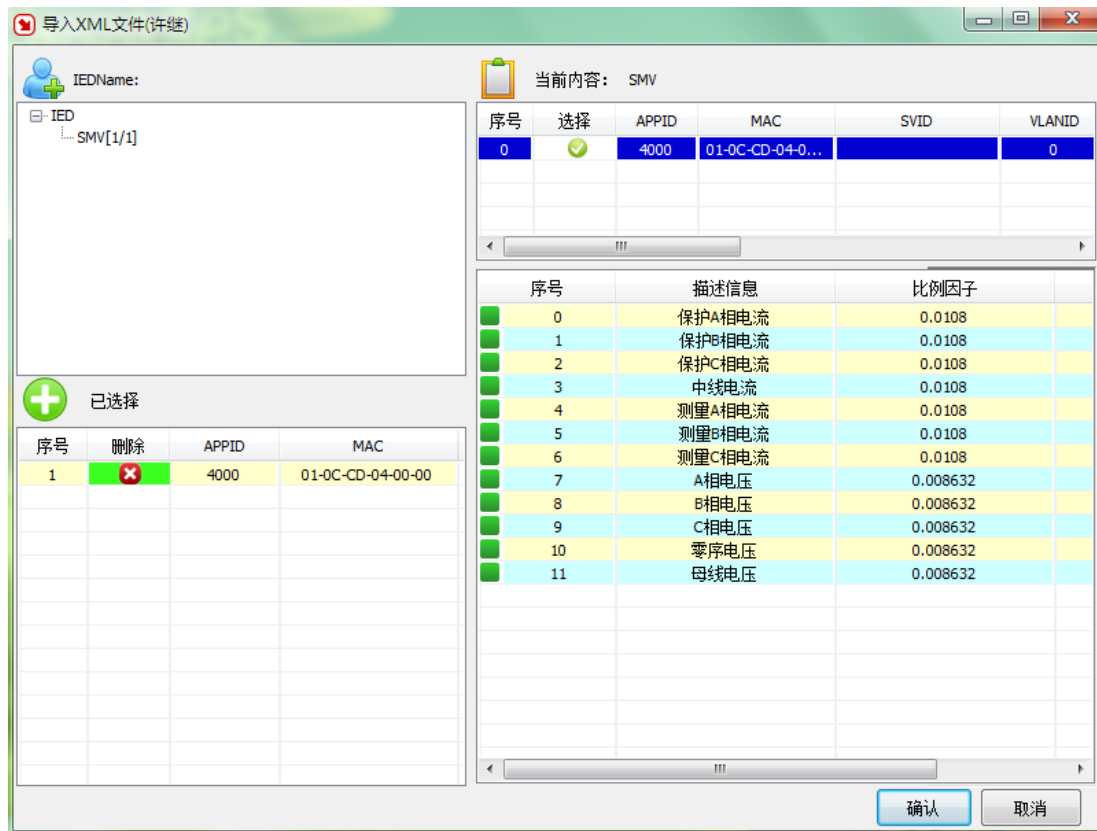 导入XML文件(许继)
IEDName:
IED
SMV[1/1]
当前内容: SMV
序号 选择 APPID MAC SVID VLANID
0 4000 01-0C-CD-04-0... 0
序号 描述信息 比例因子
0 保护A相电流 0.0108
1 保护B相电流 0.0108
2 保护C相电流 0.0108
3 中线电流 0.0108
4 测量A相电流 0.0108
5 测量B相电流 0.0108
6 测量C相电流 0.0108
7 A相电压 0.008632
8 B相电压 0.008632
9 C相电压 0.008632
10 零序电压 0.008632
11 母线电压 0.008632
已选择
序号 删除 APPID MAC
1 4000 01-0C-CD-04-00-00
确认 取消